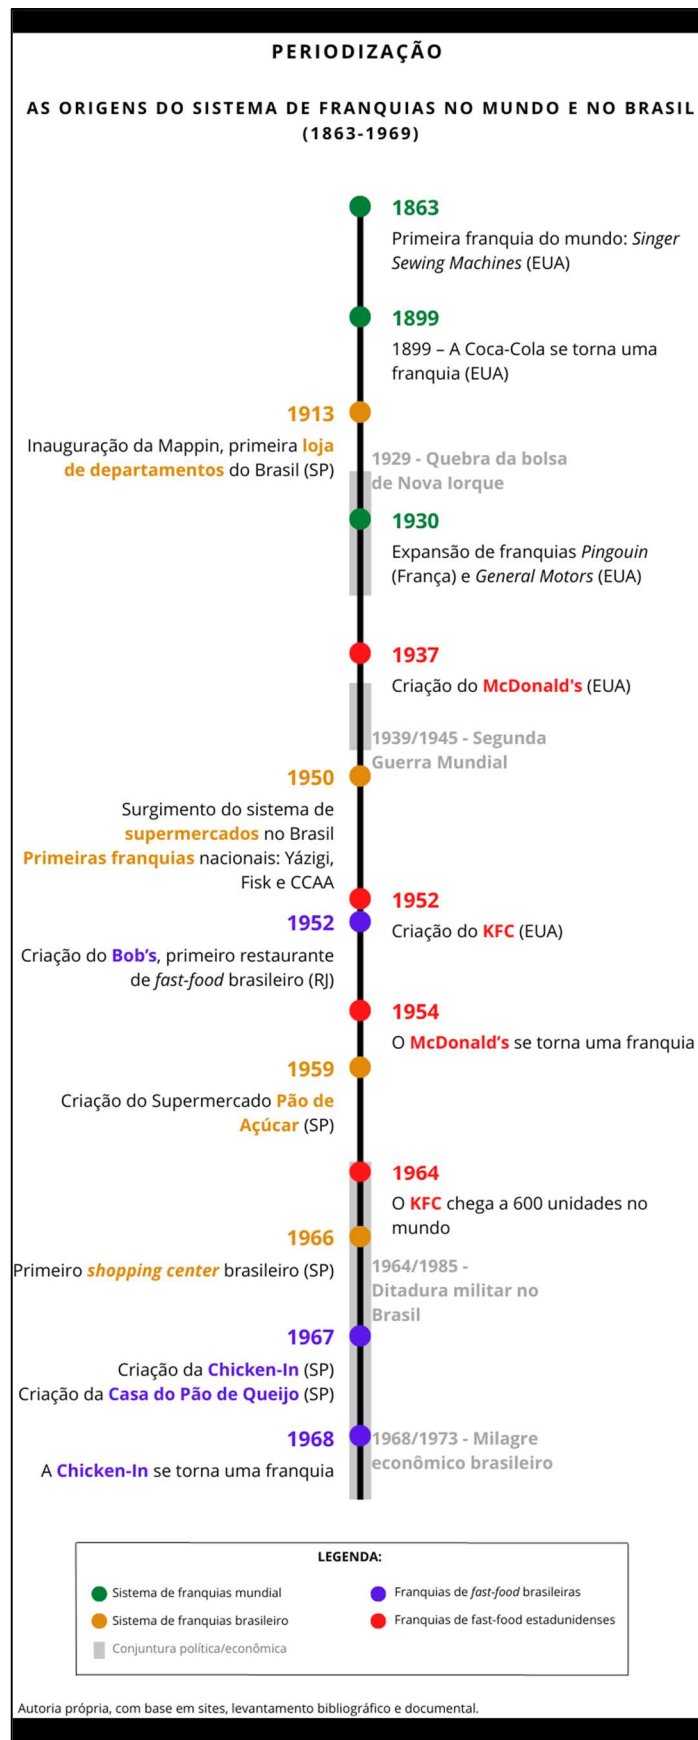 PERIODIZAÇÃO
AS ORIGENS DO SISTEMA DE FRANQUIAS NO MUNDO E NO BRASIL
(1863-1969)
1863
Primeira franquia do mundo: Singer
Sewing Machines (EUA)
1899
1899 – A Coca-Cola se torna uma
franquia (EUA)
1913
Inauguração da Mappin, primeira loja
de departamentos do Brasil (SP)
1929 - Quebra da bolsa
de Nova Iorque
1930
Expansão de franquias Pingouin
(França) e General Motors (EUA)
1937
Criação do McDonald's (EUA)
1939/1945 - Segunda
Guerra Mundial
1950
Surgimento do sistema de
supermercados no Brasil
Primeiras franquias nacionais: Yázigi,
Fisk e CCAA
1952
Criação do KFC (EUA)
1952
Criação do Bob’s, primeiro restaurante
de fast-food brasileiro (RJ)
1954
O McDonald’s se torna uma franquia
1959
Criação do Supermercado Pão de
Açúcar (SP)
1964
O KFC chega a 600 unidades no
mundo
1966
Primeiro shopping center brasileiro (SP)
1964/1985 -
Ditadura militar no
Brasil
1967
Criação da Chicken-In (SP)
Criação da Casa do Pão de Queijo (SP)
1968
A Chicken-In se torna uma franquia
1968/1973 - Milagre
econômico brasileiro
LEGENDA:
Sistema de franquias mundial
Franquias de fast-food brasileiras
Sistema de franquias brasileiro
Franquias de fast-food estadunidenses
Conjuntura política/econômica
Autoria própria, com base em sites, levantamento bibliográfico e documental.